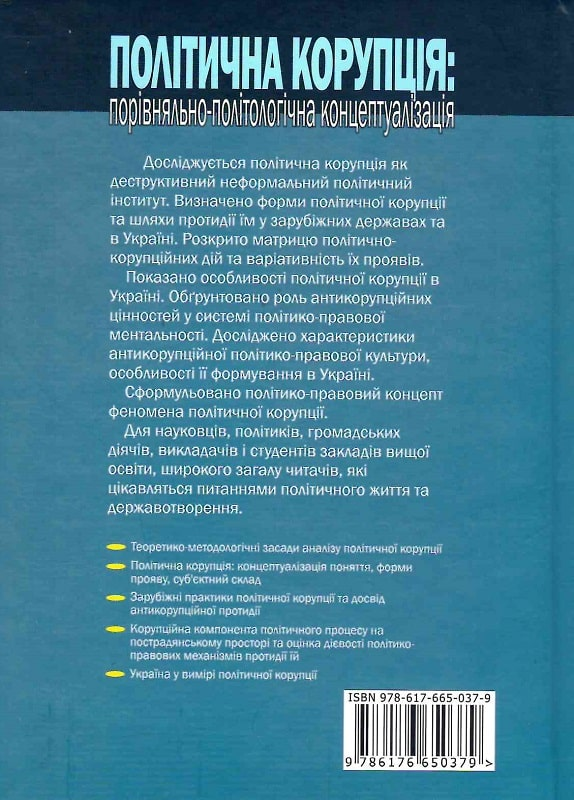 ПОЛІТИЧНА КОРУПЦІЯ:
порівняльно-політологічна концептуалізація
Досліджується політична корупція як
деструктивний неформальний політичний
інститут. Визначено форми політичної корупції
та шляхи протидії їм у зарубіжних державах та
в Україні. Розкрито матрицю політично-
корупційних дій та варіативність їх проявів.
Показано особливості політичної корупції в
Україні. Обґрунтовано роль антикорупційних
цінностей у системі політико-правової
ментальності. Досліджено характеристики
антикорупційної політико-правової культури,
особливості її формування в Україні.
Сформульовано політико-правовий концепт
феномена політичної корупції.
Для науковців, політиків, громадських
діячів, викладачів і студентів закладів вищої
освіти, широкого загалу читачів, які
цікавляться питаннями політичного життя та
державотворення.
Теоретико-методологічні засади аналізу політичної корупції
Політична корупція: концептуалізація поняття, форми
прояву, суб'єктний склад
Зарубіжні практики політичної корупції та досвід
антикорупційної протидії
Корупційна компонента політичного процесу на
пострадянському просторі та оцінка дієвості політико-
правових механізмів протидії їй
Україна у вимірі політичної корупції
ISBN 978-617-665-037-9
9 786176 650379 >